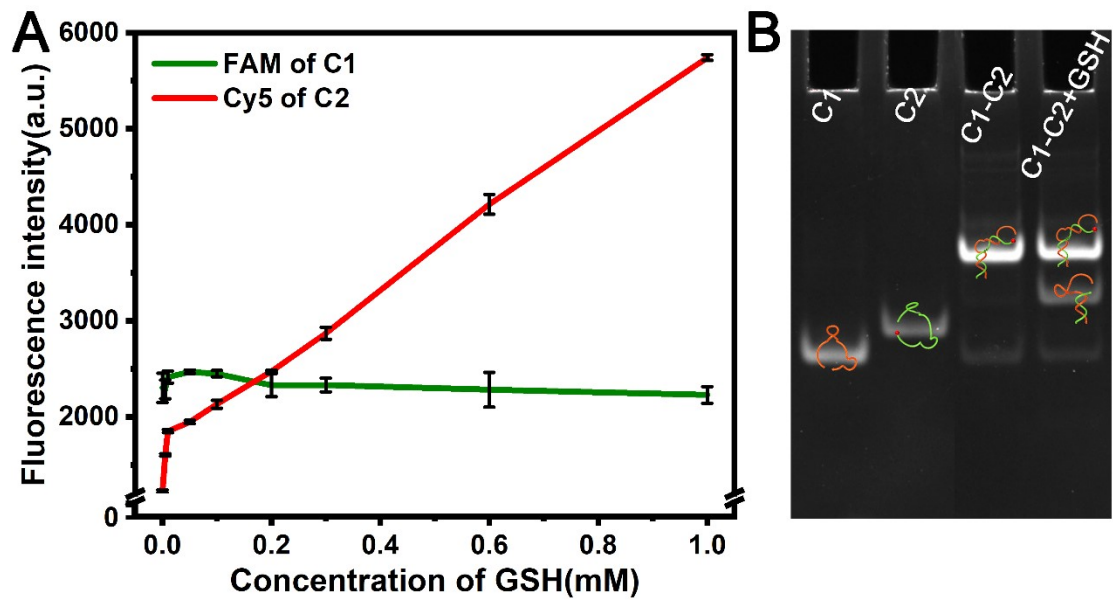 A
B
Fluorescence intensity(a.u.)
6000
5000
4000
3000
2000
0
FAM of C1
Cy5 of C2
0.0 0.2 0.4 0.6 0.8 1.0
Concentration of GSH(mM)
C1
C2
C1-C2
C1-C2+GSH